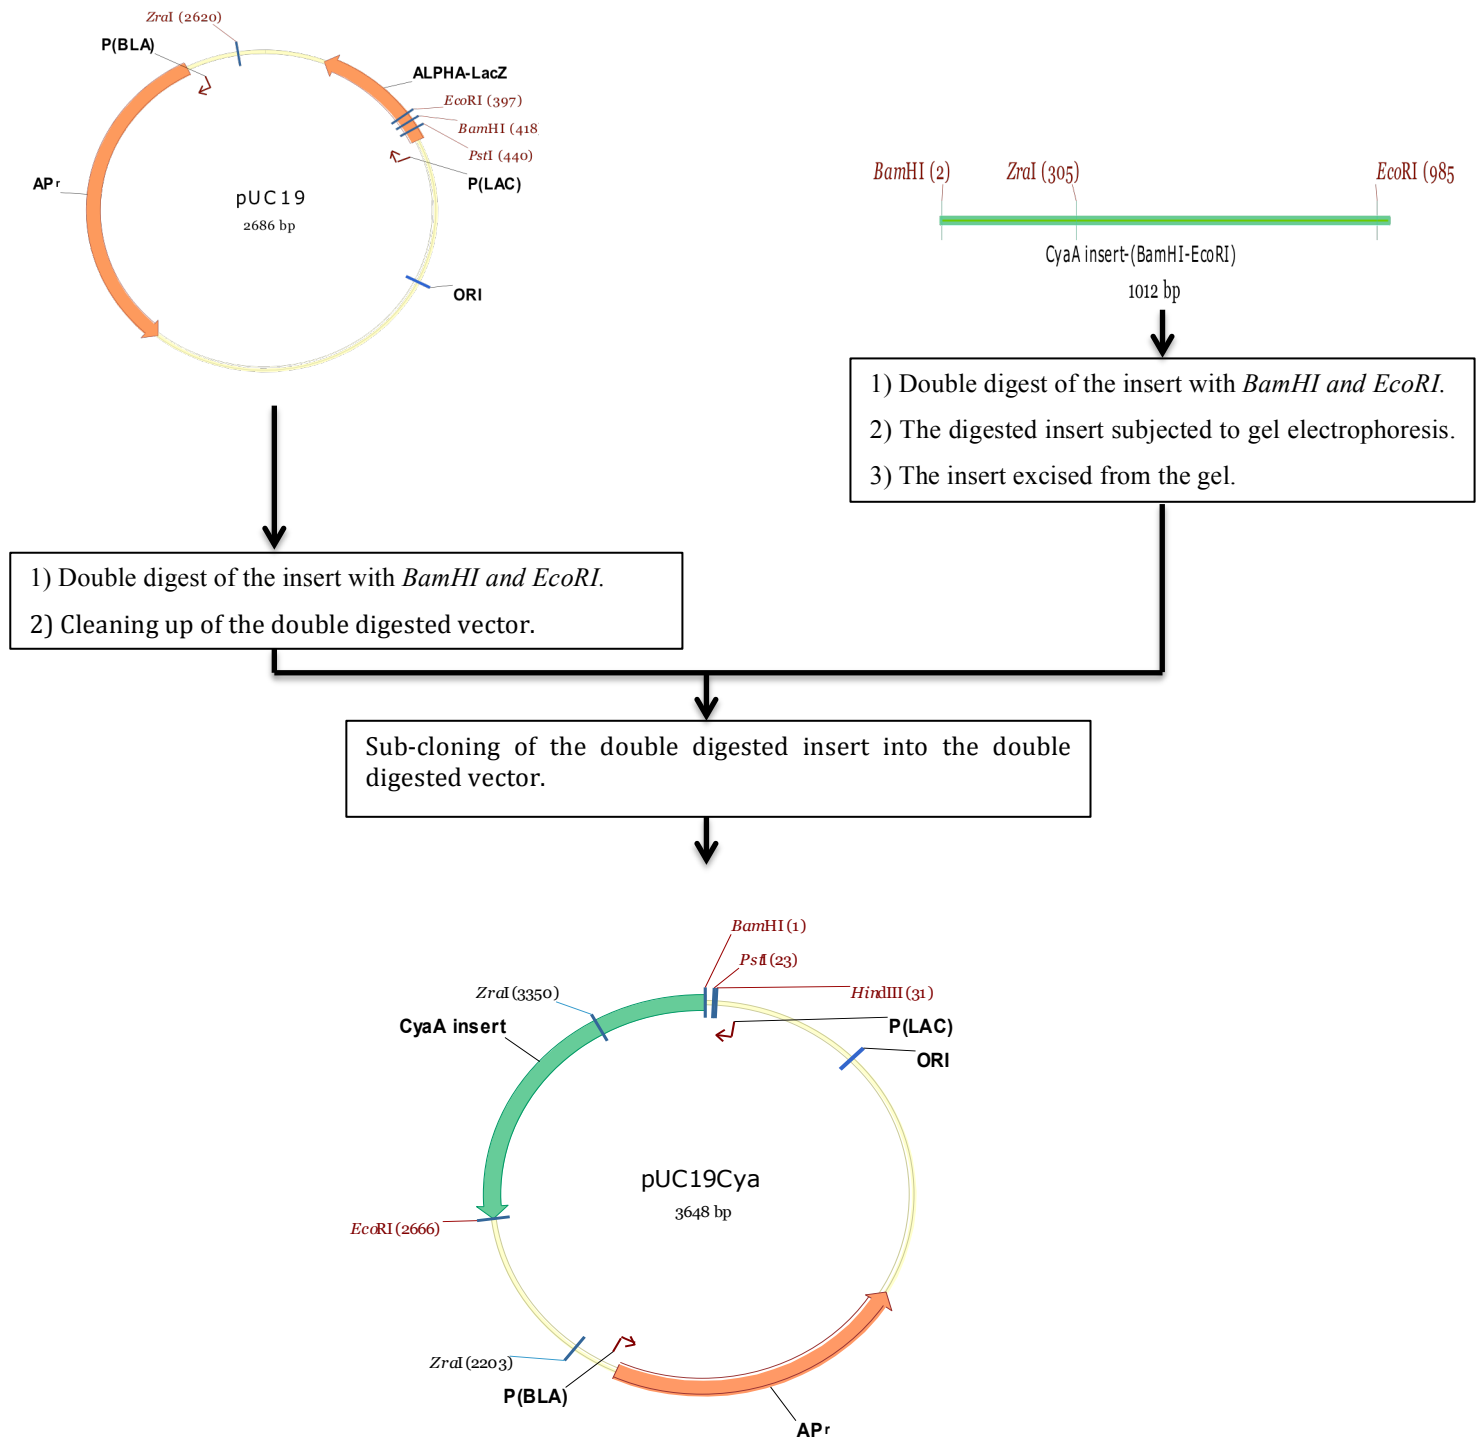 ZraI (2620)
P(BLA)
ALPHA-LacZ
EcoRI (397)
BamHI (418
PstI (440)
P(LAC)
APr
pUC19
2686 bp
ORI
BamHI (2)
ZraI (305)
EcoRI (985
CyaA insert-(BamHI-EcoRI)
1012 bp
1) Double digest of the insert with BamHI and EcoRI.
2) The digested insert subjected to gel electrophoresis.
3) The insert excised from the gel.
1) Double digest of the insert with BamHI and EcoRI.
2) Cleaning up of the double digested vector.
Sub-cloning of the double digested insert into the double
digested vector.
BamHI (1)
PstI (23)
HindIII (31)
ZraI (3350)
CyaA insert
P(LAC)
ORI
pUC19Cya
3648 bp
EcoRI (2666)
ZraI (2203)
P(BLA)
APr